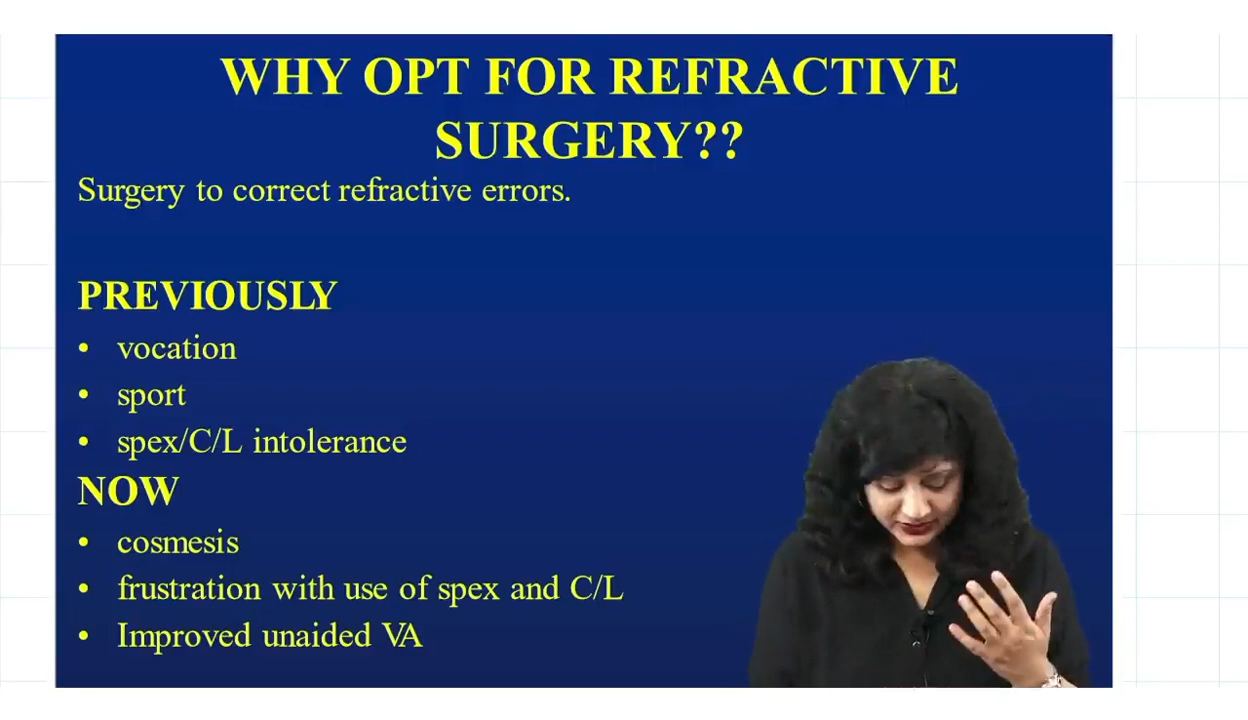 WHY OPT FOR REFRACTIVE
SURGERY??
Surgery to correct refractive errors.
PREVIOUSLY
• vocation
• sport
• spex/C/L intolerance
NOW
• cosmesis
• frustration with use of spex and C/L
• Improved unaided VA